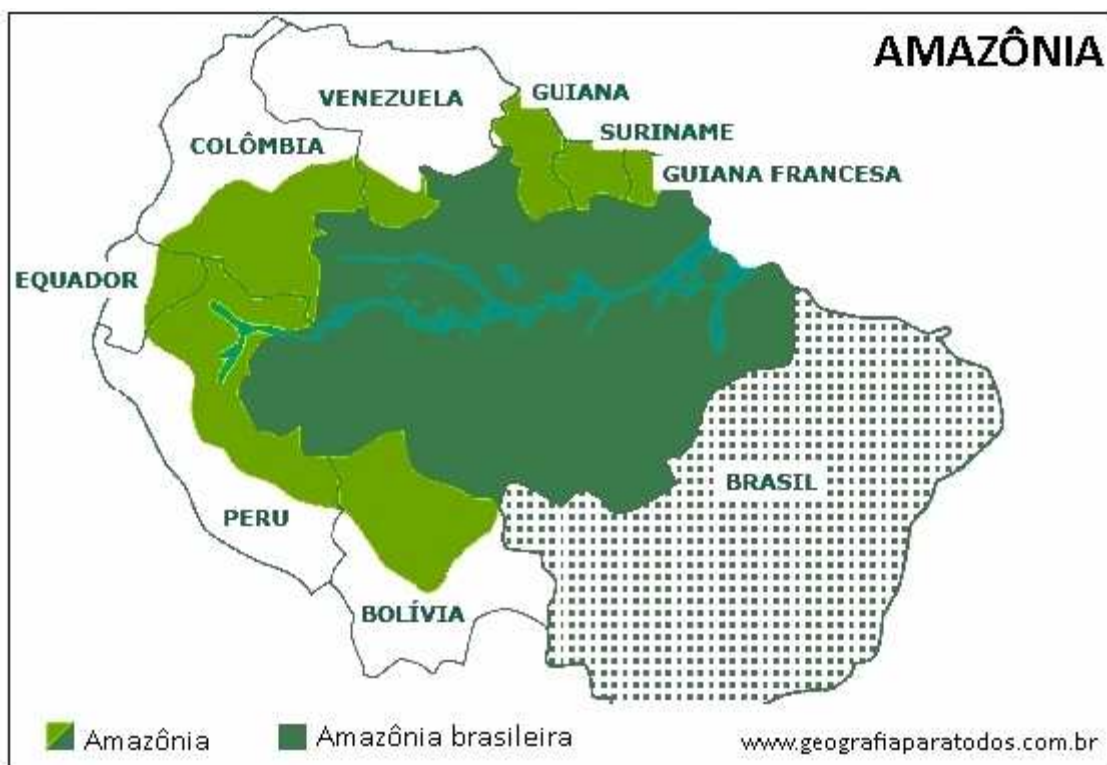 AMAZÔNIA
VENEZUELA
GUIANA
COLÔMBIA
SURINAME
GUIANA FRANCESA
EQUADOR
BRASIL
PERU
BOLÍVIA
Amazônia
Amazônia brasileira
www.geografiaparatodos.com.br